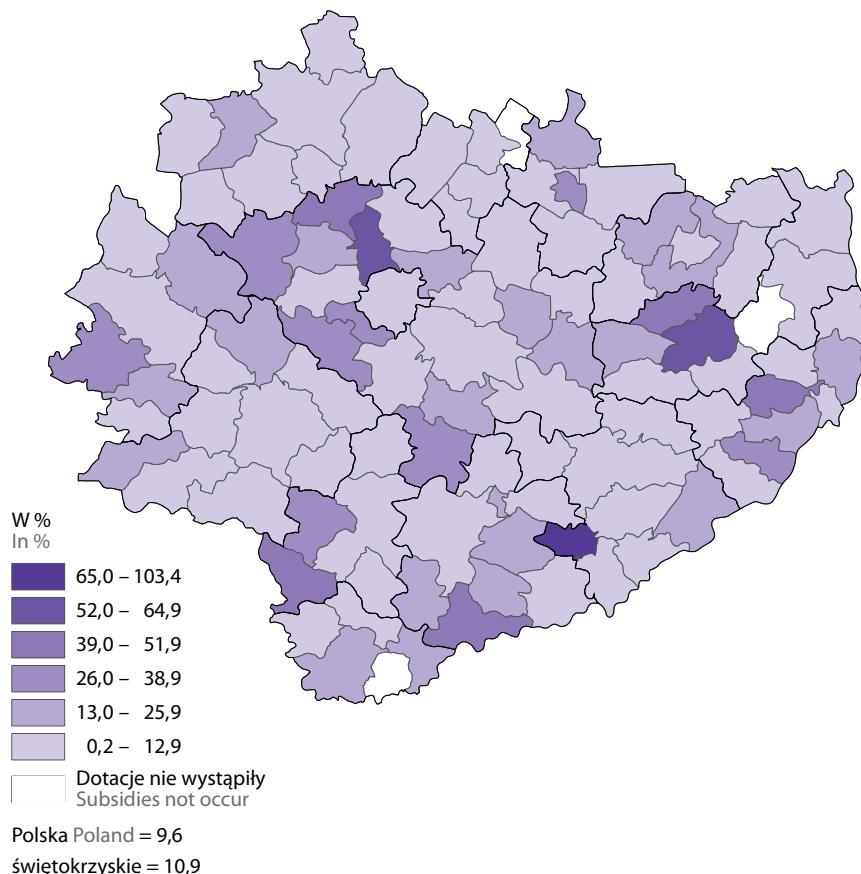 W %
In %
65,0 – 103,4
52,0 – 64,9
39,0 – 51,9
26,0 – 38,9
13,0 – 25,9
0,2 – 12,9
Dotacje nie wystąpiły
Subsidies not occur
Polska Poland = 9,6
świętokrzyskie = 10,9